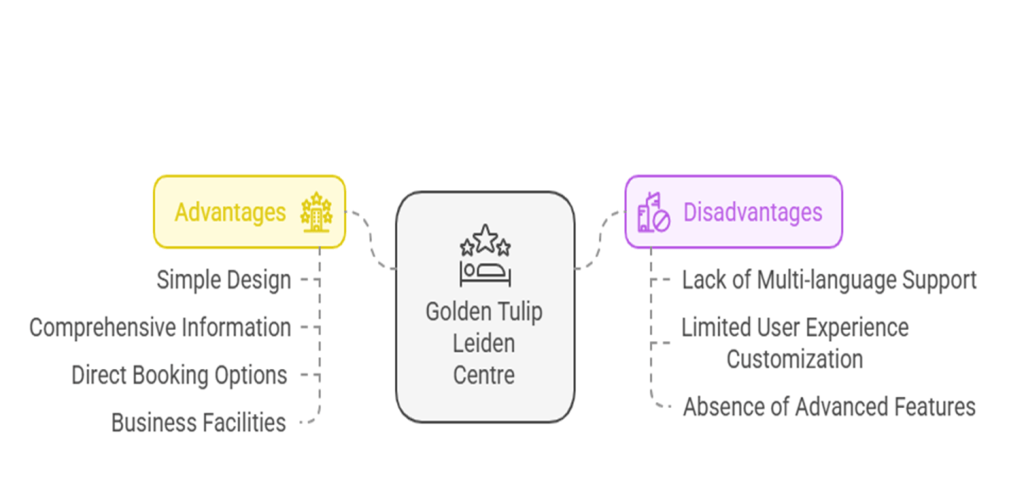 Advantages
Simple Design
Comprehensive Information
Direct Booking Options
Business Facilities
Golden Tulip
Leiden
Centre
Disadvantages
Lack of Multi-language Support
Limited User Experience
Customization
Absence of Advanced Features